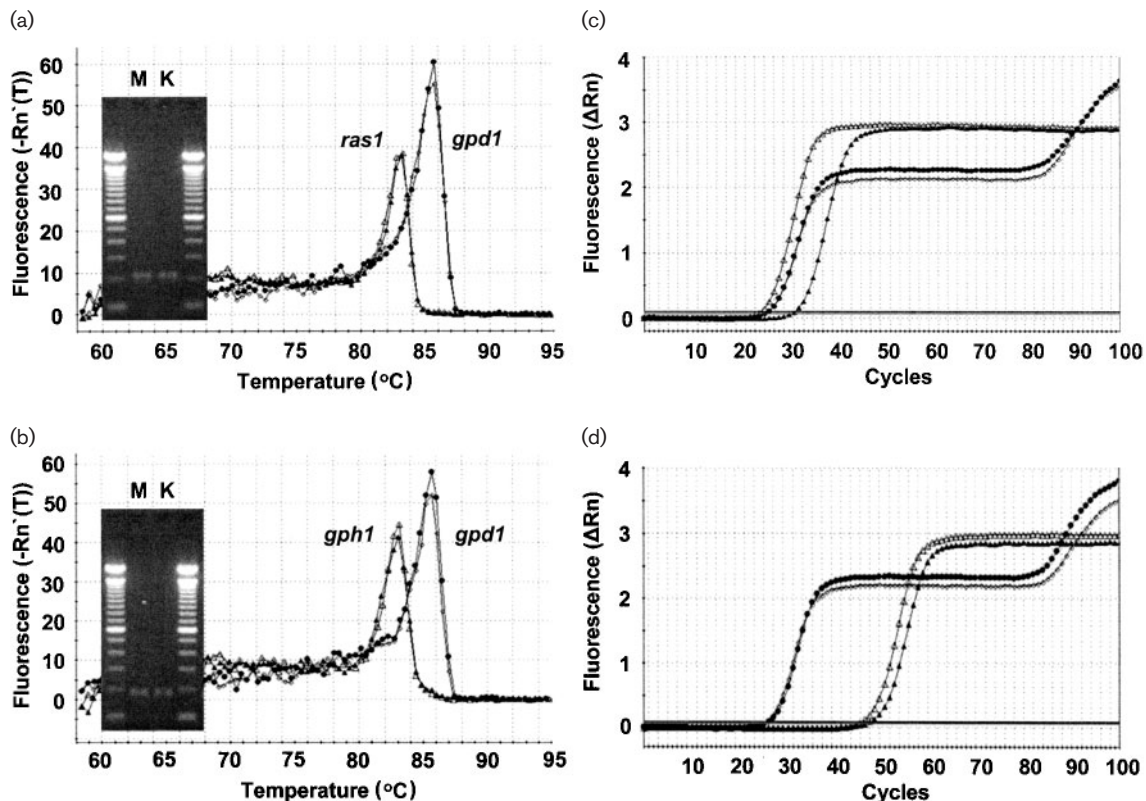 (a)
60
50
40
30
20
10
0
Fluorescence (-Rn`(T))
M K
ras1
gpd1
60 65 70 75 80 85 90 95
Temperature (°C)
(c)
4
3
2
1
0
Fluorescence (ΔRn)
10 20 30 40 50 60 70 80 90 100
Cycles
(b)
60
50
40
30
20
10
0
Fluorescence (-Rn`(T))
M K
gph1
gpd1
60 65 70 75 80 85 90 95
Temperature (°C)
(d)
4
3
2
1
0
Fluorescence (ΔRn)
10 20 30 40 50 60 70 80 90 100
Cycles